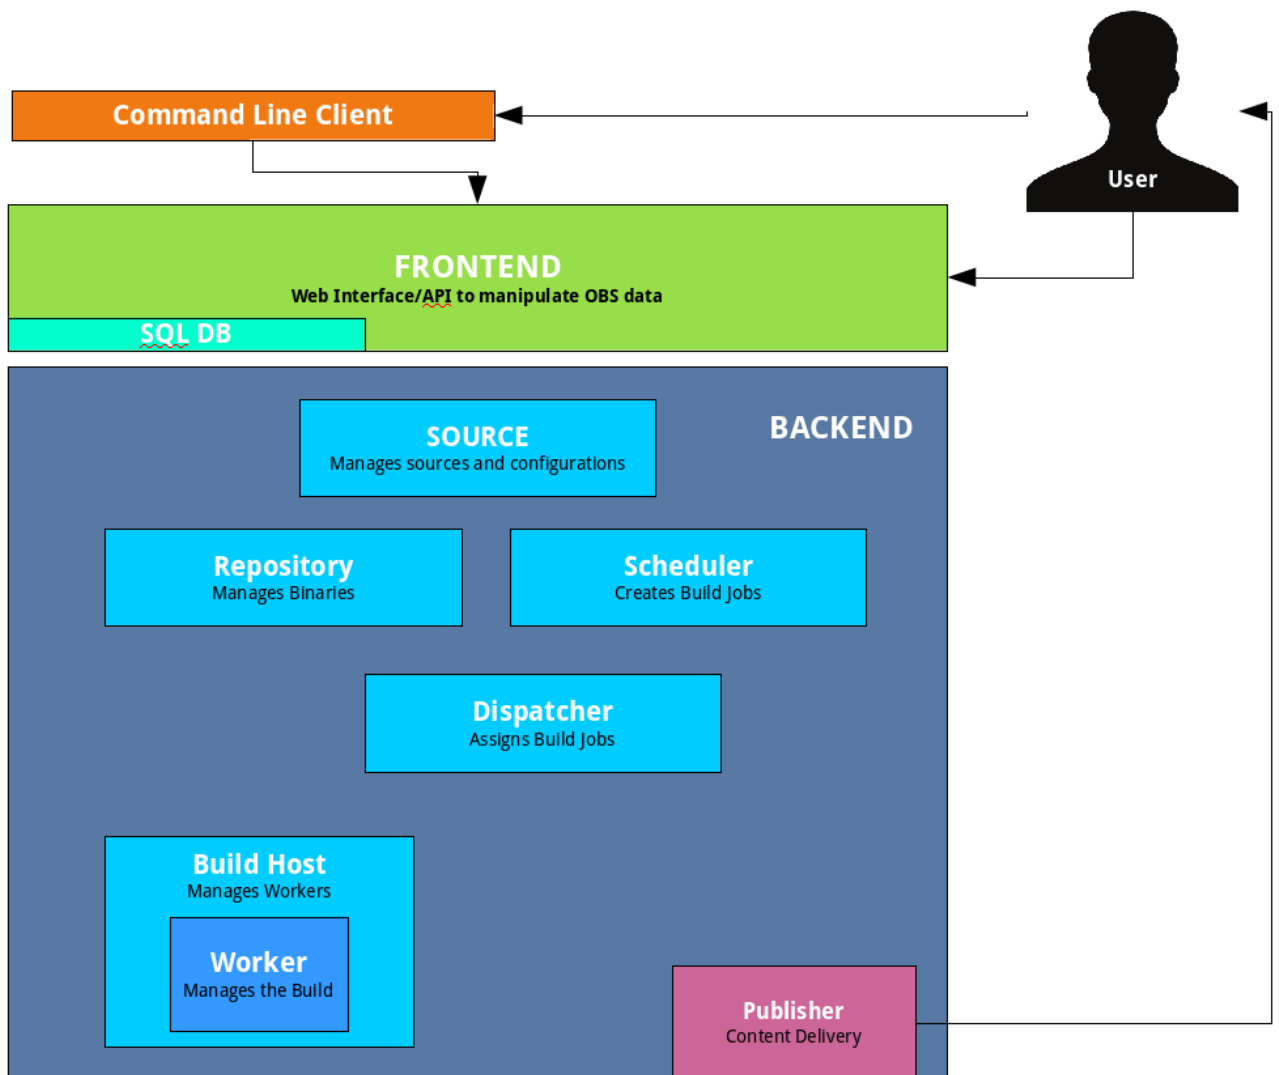 Command Line Client
User
FRONTEND
Web Interface/API to manipulate OBS data
SQL DB
BACKEND
SOURCE
Manages sources and configurations
Repository
Manages Binaries
Scheduler
Creates Build Jobs
Dispatcher
Assigns Build Jobs
Build Host
Manages Workers
Worker
Manages the Build
Publisher
Content Delivery